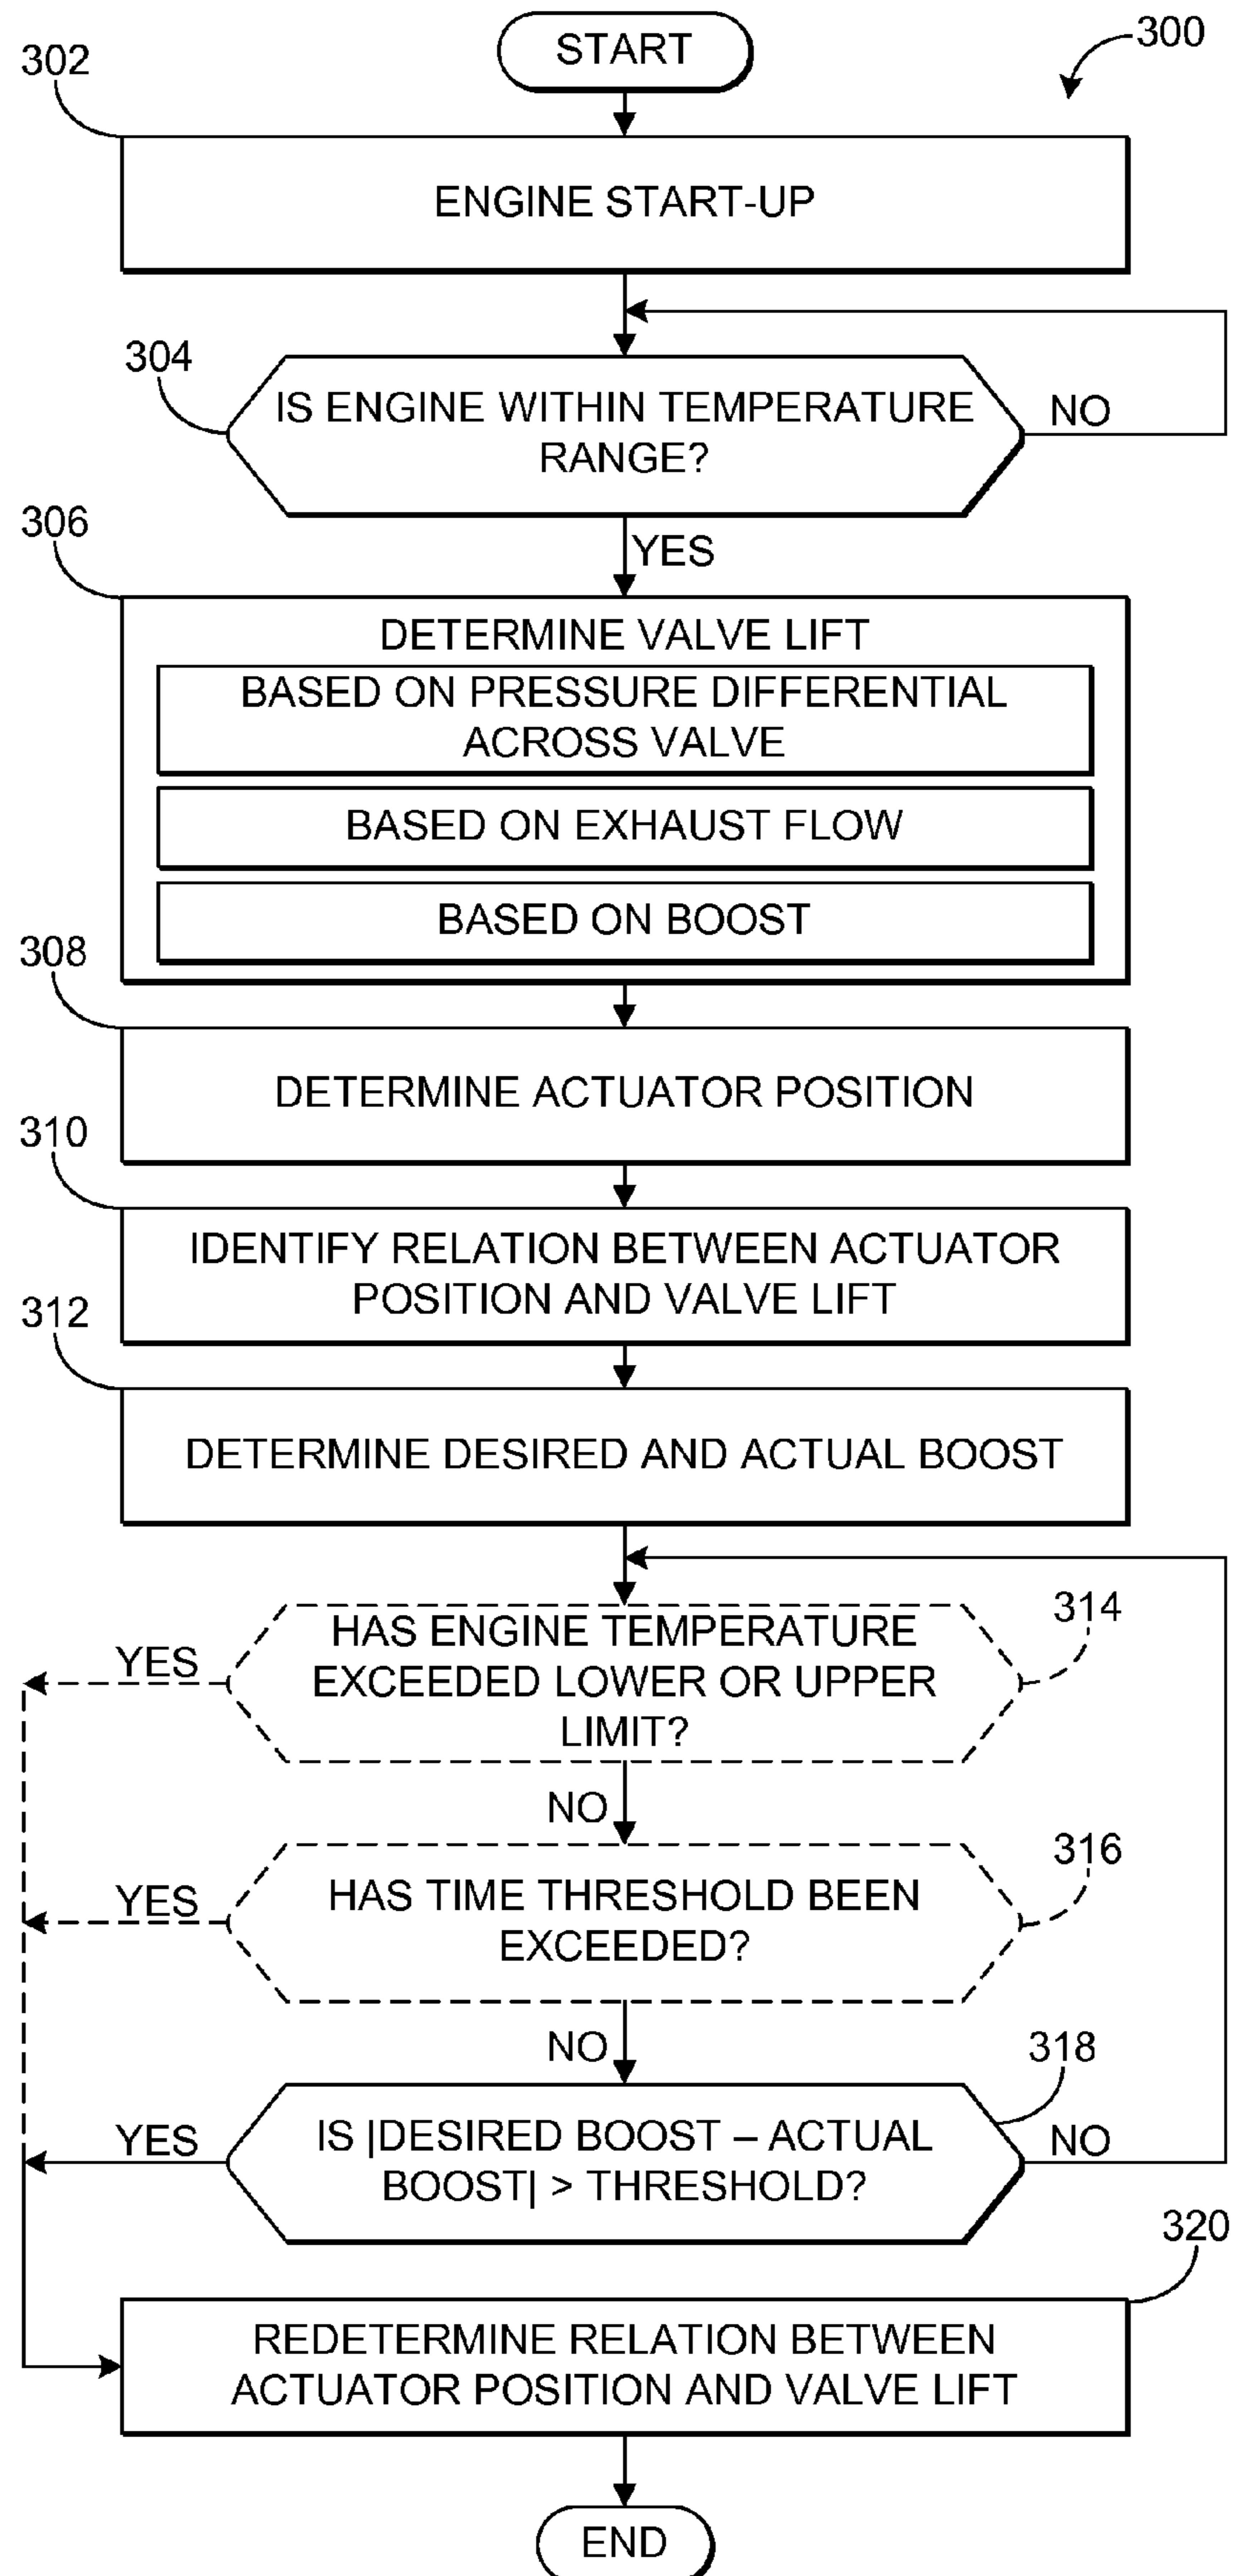 START
300
302
ENGINE START-UP
304
IS ENGINE WITHIN TEMPERATURE
RANGE?
NO
306
YES
DETERMINE VALVE LIFT
BASED ON PRESSURE DIFFERENTIAL
ACROSS VALVE
BASED ON EXHAUST FLOW
BASED ON BOOST
308
DETERMINE ACTUATOR POSITION
310
IDENTIFY RELATION BETWEEN ACTUATOR
POSITION AND VALVE LIFT
312
DETERMINE DESIRED AND ACTUAL BOOST
314
HAS ENGINE TEMPERATURE
EXCEEDED LOWER OR UPPER
LIMIT?
YES
NO
316
HAS TIME THRESHOLD BEEN
EXCEEDED?
YES
NO
318
IS |DESIRED BOOST – ACTUAL
BOOST| > THRESHOLD?
YES
NO
320
REDETERMINE RELATION BETWEEN
ACTUATOR POSITION AND VALVE LIFT
END